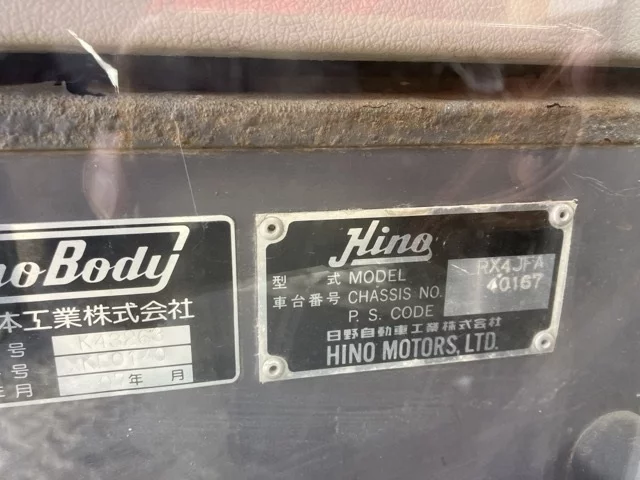 Body
本工業株式会社
号
号
年 月
Hino
型 式 MODEL RX4JFA
車台番号 CHASSIS NO. 40167
P. S. CODE
日野自動車工業株式会社
HINO MOTORS, LTD.